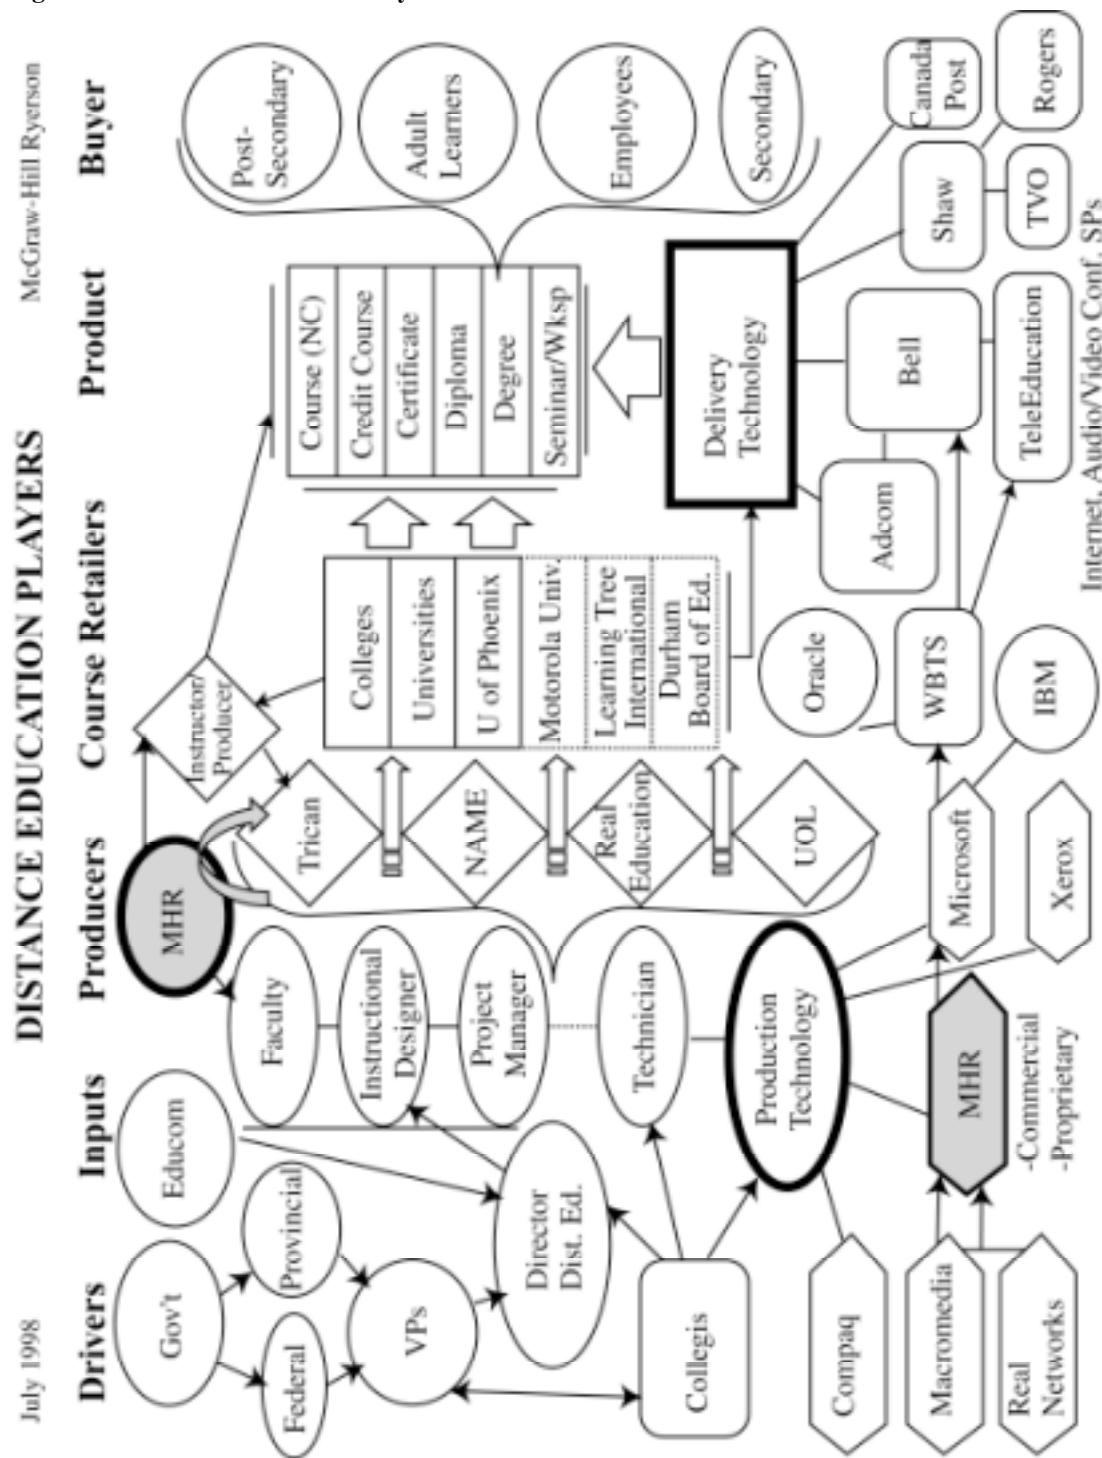 DISTANCE EDUCATION PLAYERS
July 1998
McGraw-Hill Ryerson
Drivers
Inputs
Producers
Course Retailers
Product
Buyer
Gov't
Federal
Provincial
VPs
Educom
Director
Dist. Ed.
Collegis
Compaq
Macromedia
Real
Networks
MHR
Faculty
Instructional
Designer
Project
Manager
Technician
Production
Technology
MHR
-Commercial
-Proprietary
Instructor/
Producer
Trican
NAME
Real
Education
UOL
Microsoft
Xerox
IBM
Oracle
WBTS
Colleges
Universities
U of Phoenix
Motorola Univ.
Learning Tree
International
Durham
Board of Ed.
Course (NC)
Credit Course
Certificate
Diploma
Degree
Seminar/Wksp
Delivery
Technology
Adcom
Bell
TeleEducation
Shaw
TVO
Canada
Post
Rogers
Internet, Audio/Video Conf. SPs
Post-
Secondary
Adult
Learners
Employees
Secondary